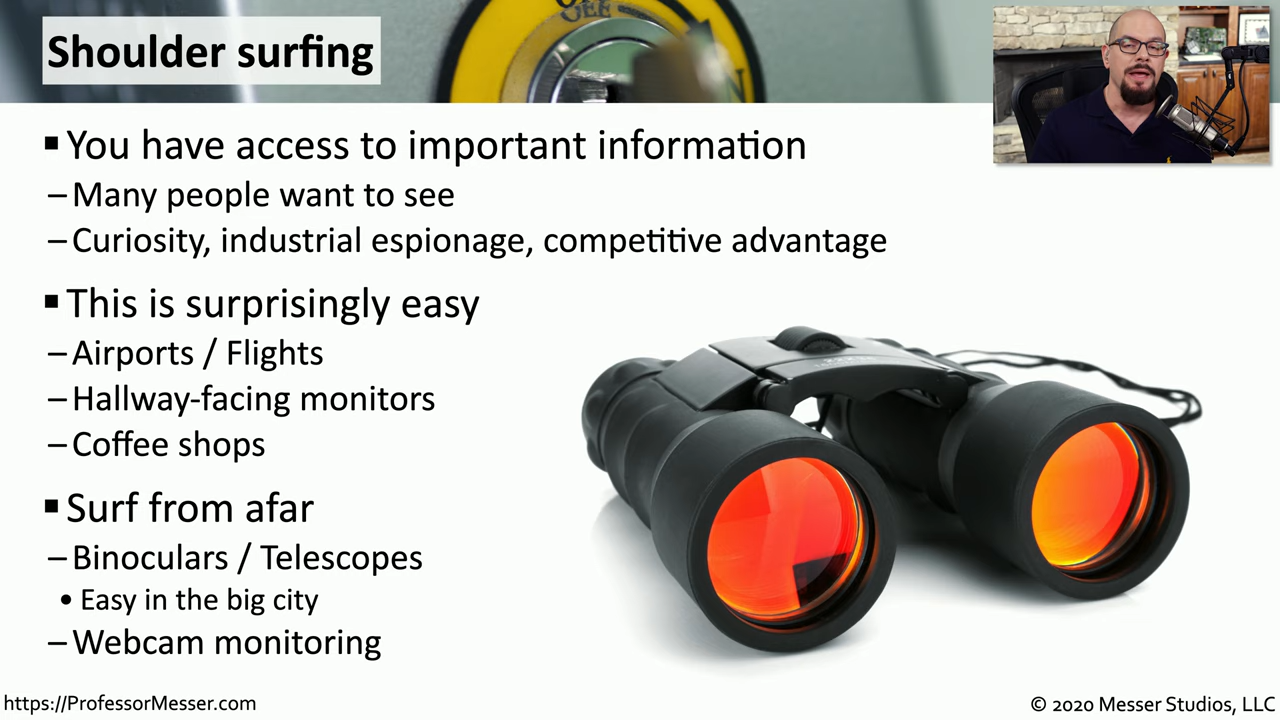 Shoulder surfing
▪ You have access to important information
– Many people want to see
– Curiosity, industrial espionage, competitive advantage
▪ This is surprisingly easy
– Airports / Flights
– Hallway-facing monitors
– Coffee shops
▪ Surf from afar
– Binoculars / Telescopes
• Easy in the big city
– Webcam monitoring
https://ProfessorMesser.com
© 2020 Messer Studios, LLC